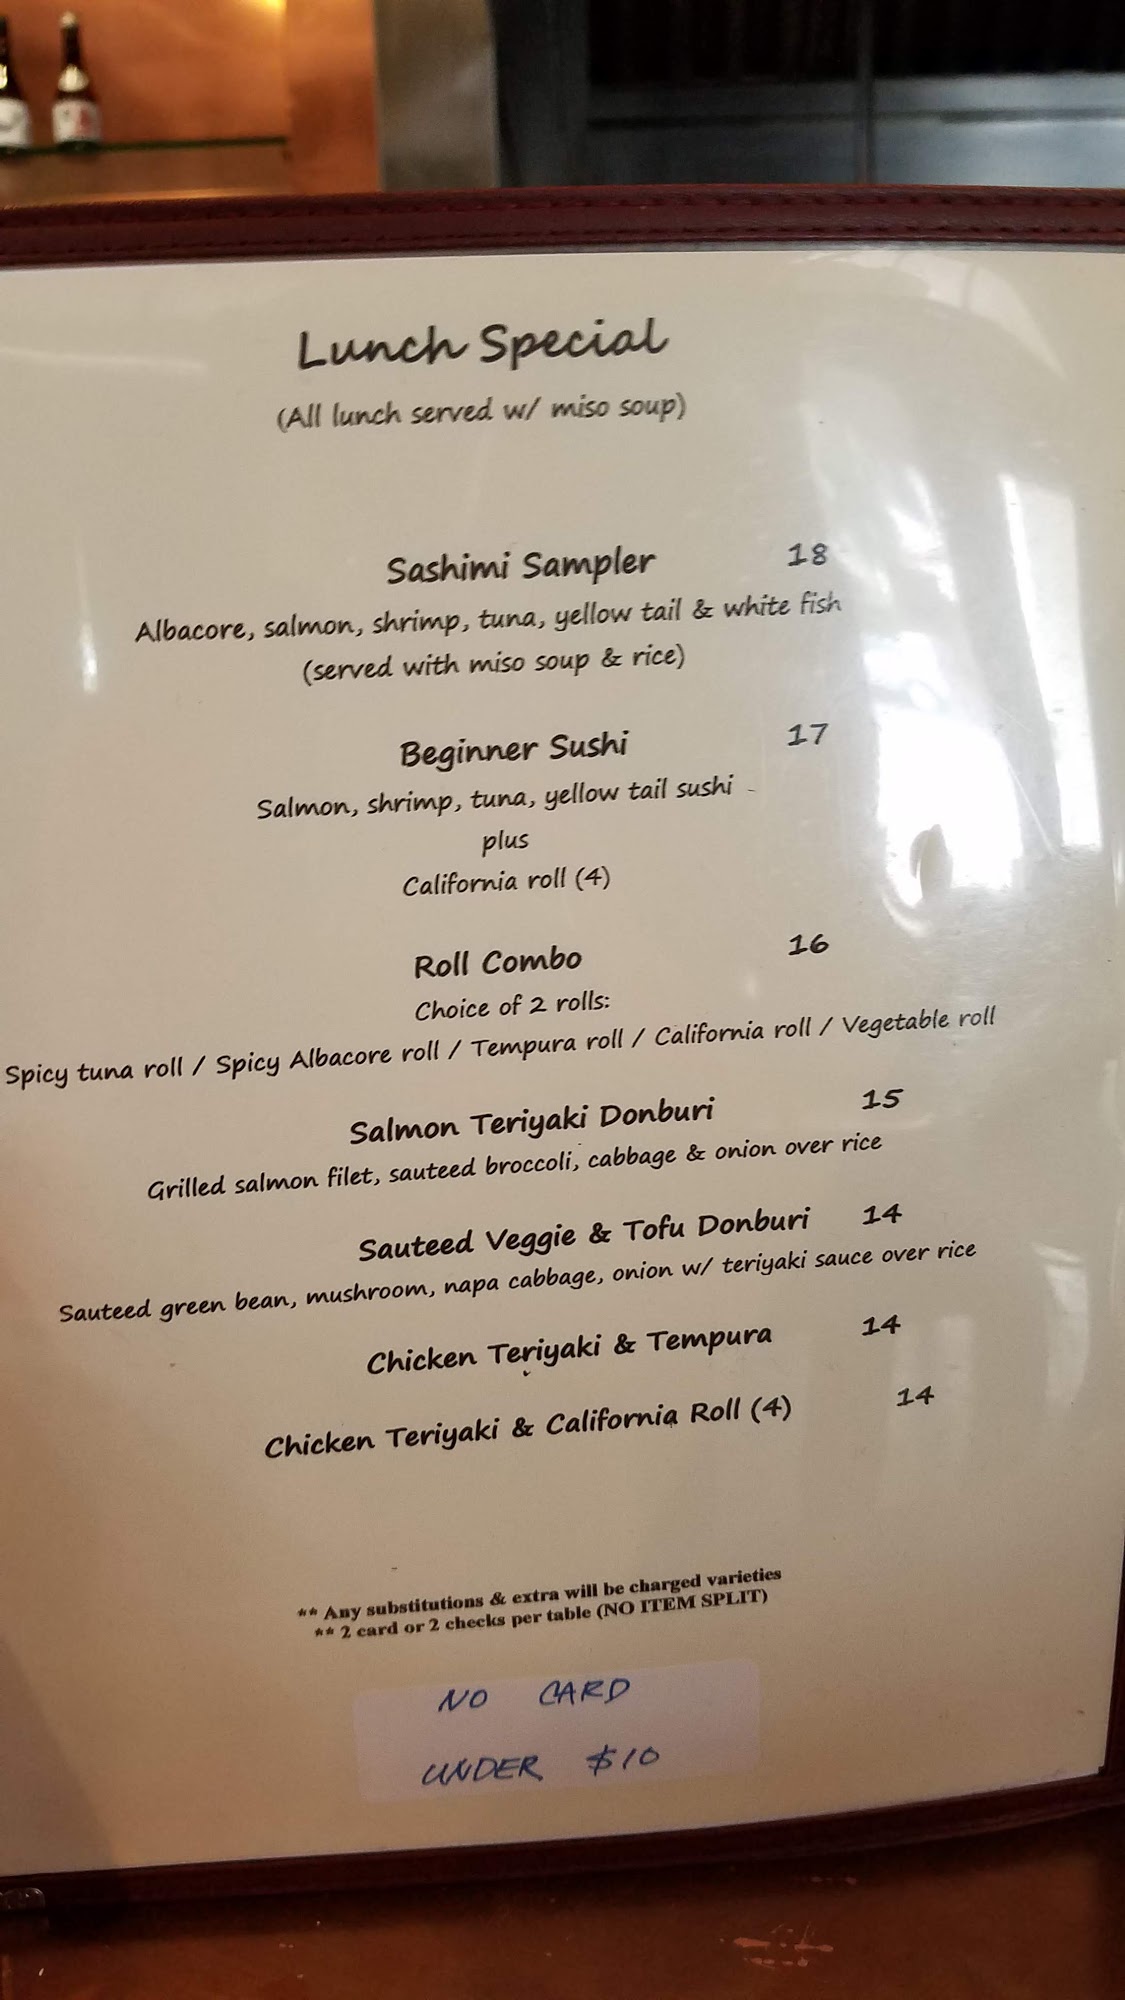 Lunch Special
(All lunch served w/ miso soup)
Sashimi Sampler 18
Albacore, salmon, shrimp, tuna, yellow tail & white fish
(served with miso soup & rice)
Beginner Sushi 17
Salmon, shrimp, tuna, yellow tail sushi
plus
California roll (4)
Roll Combo 16
Choice of 2 rolls:
Spicy tuna roll / Spicy Albacore roll / Tempura roll / California roll / Vegetable roll
Salmon Teriyaki Donburi 15
Grilled salmon filet, sauteed broccoli, cabbage & onion over rice
Sauteed Veggie & Tofu Donburi 14
Sauteed green bean, mushroom, napa cabbage, onion w/ teriyaki sauce over rice
Chicken Teriyaki & Tempura 14
Chicken Teriyaki & California Roll (4) 14
** Any substitutions & extra will be charged varieties
** 2 card or 2 checks per table (NO ITEM SPLIT)
NO CARD
UNDER $10